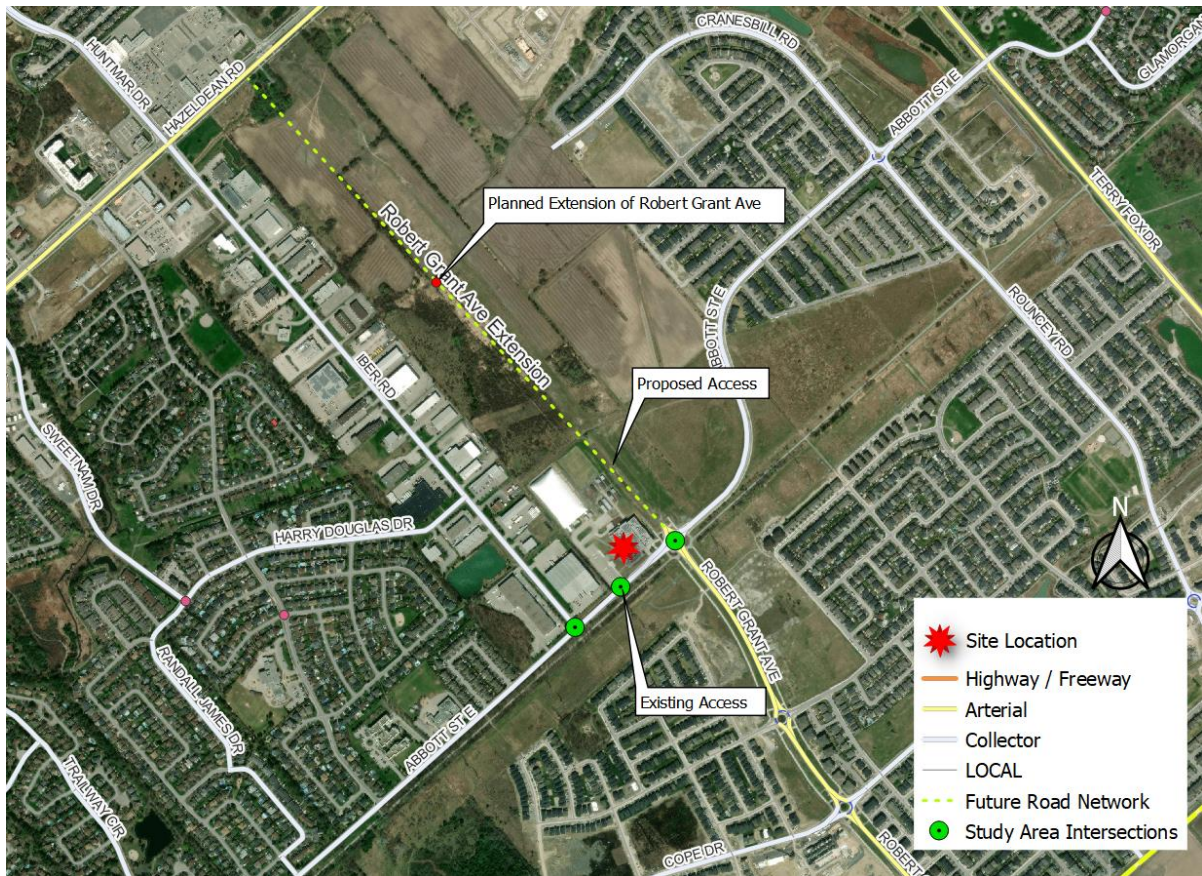 CRANESBILL RD
GLAMORGAN
HUNTMAR DR
HAZELDEAN RD
ABBOTT ST E
TERRY FOX DR
Planned Extension of Robert Grant Ave
Robert Grant Ave Extension
ROUNCEY RD
BBOTT ST E
IBER RD
Proposed Access
SWEETNAM DR
HARRY DOUGLAS DR
N
ROBERT GRANT AVE
RANDALL JAMES DR
Existing Access
ABBOTT ST E
TRAILWAY CIR
COPE DR
ROBERT
Site Location
Highway / Freeway
Arterial
Collector
LOCAL
Future Road Network
Study Area Intersections